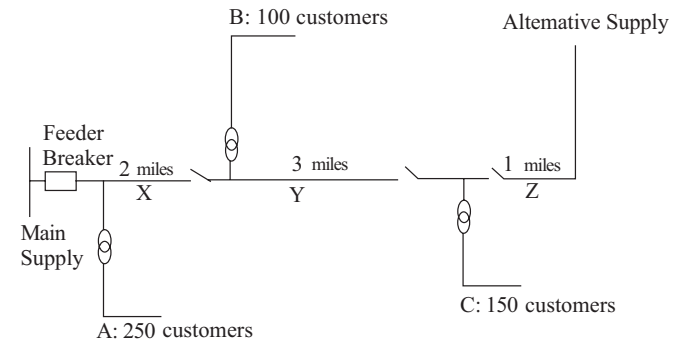 B: 100 customers
Altemative Supply
Feeder
Breaker
2 miles
3 miles
1 miles
X
Y
Z
Main
Supply
C: 150 customers
A: 250 customers